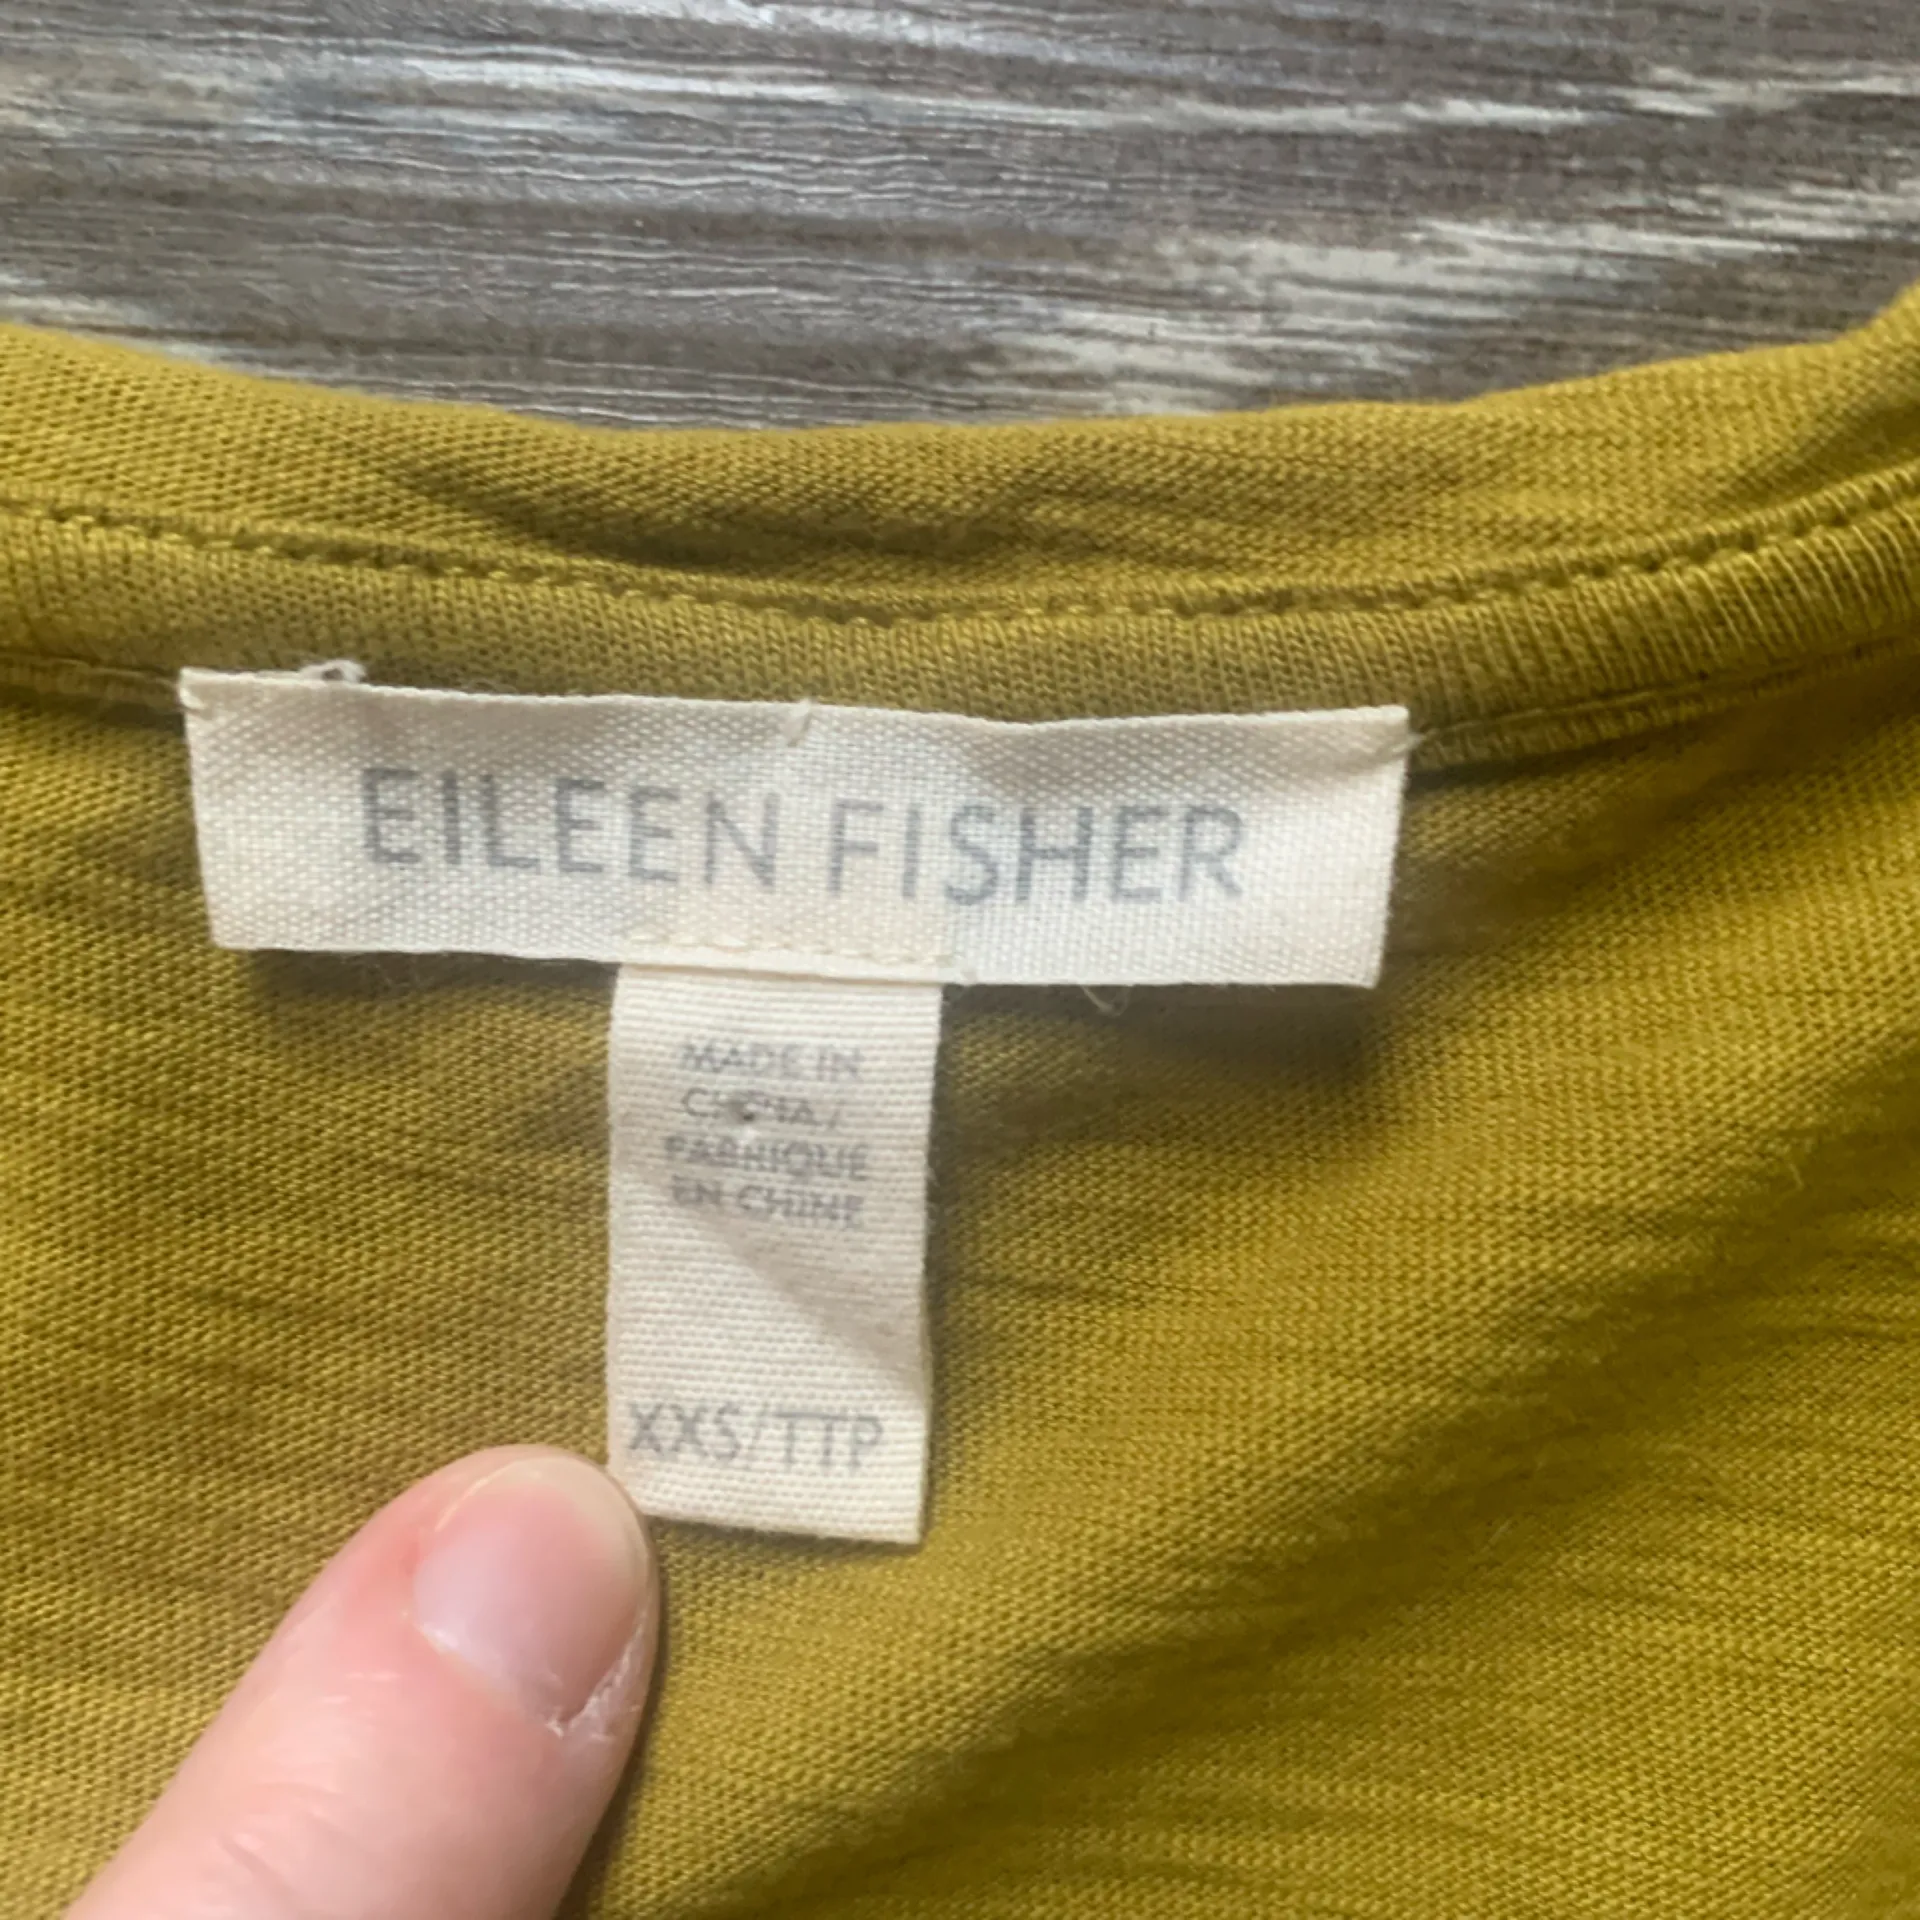 EILEEN FISHER
MADE IN
CHINA /
FABRIQUE
EN CHINE
XXS/TTP